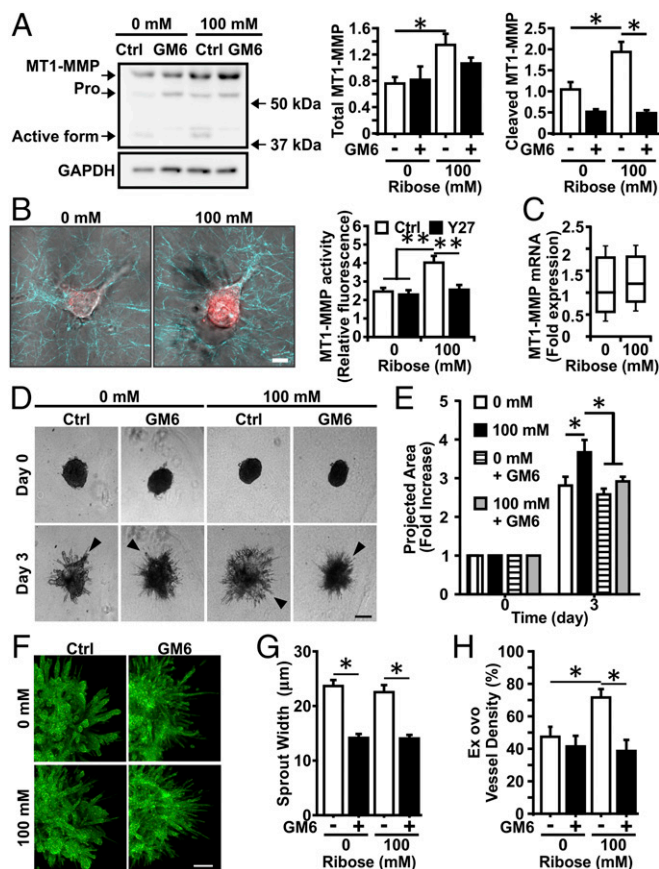 A
0 mM 100 mM
Ctrl GM6 Ctrl GM6
MT1-MMP
Pro
50 kDa
Active form
37 kDa
GAPDH
Total MT1-MMP
1.8
1.2
0.6
0
*
- + - +
GM6
0 100
Ribose (mM)
Cleaved MT1-MMP
2.4
1.8
1.2
0.6
0
* *
- + - +
GM6
0 100
Ribose (mM)
B
0 mM 100 mM
MT1-MMP activity
(Relative fluorescence)
Ctrl Y27
6.0
4.5
3.0
1.5
0
** **
0 100
Ribose (mM)
C
MT1-MMP mRNA
(Fold expression)
2.5
2.0
1.5
1.0
0.5
0
0 100
Ribose (mM)
D
0 mM 100 mM
Ctrl GM6 Ctrl GM6
Day 0
Day 3
E
0 mM
100 mM
0 mM
+ GM6
100 mM
+ GM6
Projected Area
(Fold Increase)
5
4
3
2
1
0
*
*
0 3
Time (day)
F
Ctrl GM6
0 mM
100 mM
G
Sprout Width (μm)
30
20
10
0
* *
- + - +
GM6
0 100
Ribose (mM)
H
Ex ovo
Vessel Density (%)
100
80
60
40
20
0
* *
- + - +
GM6
0 100
Ribose (mM)